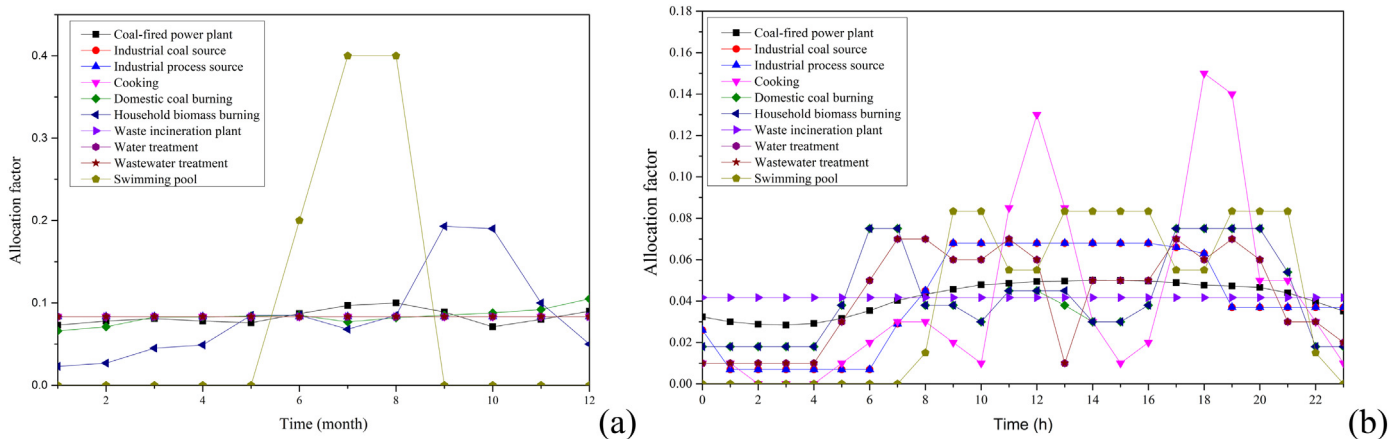 0.4
0.3
0.2
0.1
0.0
Allocation factor
Coal-fired power plant
Industrial coal source
Industrial process source
Cooking
Domestic coal burning
Household biomass burning
Waste incineration plant
Water treatment
Wastewater treatment
Swimming pool
2 4 6 8 10 12
Time (month)
(a)
0.18
0.16
0.14
0.12
0.10
0.08
0.06
0.04
0.02
0.00
Allocation factor
Coal-fired power plant
Industrial coal source
Industrial process source
Cooking
Domestic coal burning
Household biomass burning
Waste incineration plant
Water treatment
Wastewater treatment
Swimming pool
0 2 4 6 8 10 12 14 16 18 20 22
Time (h)
(b)